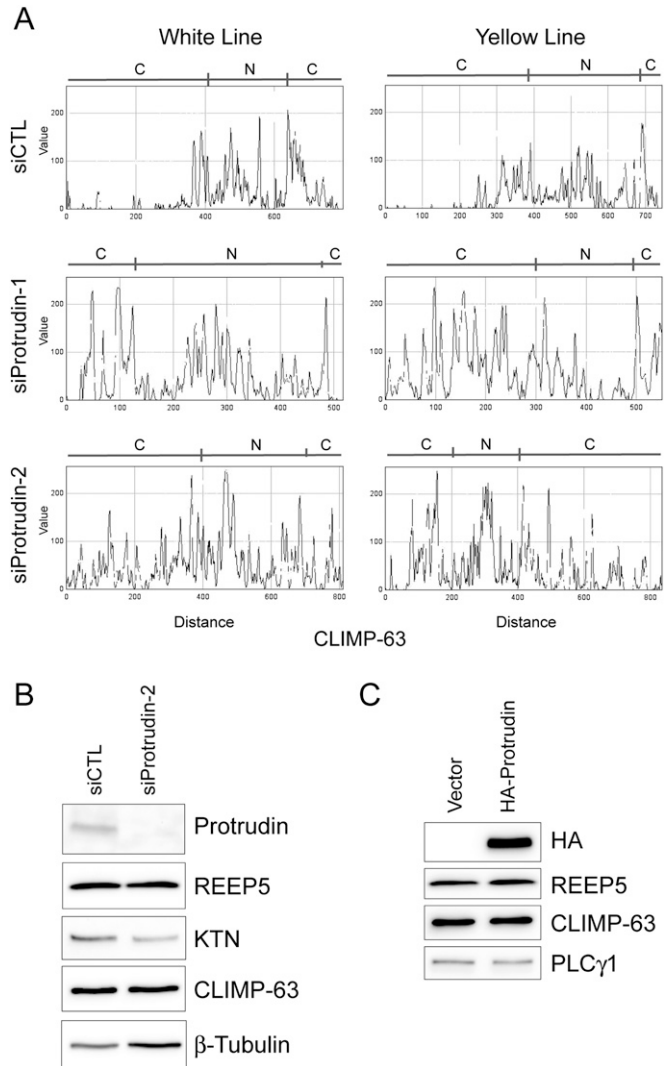 A
White Line
Yellow Line
C N C
C N C
siCTL
Value
200
100
0
0 200 400 600
200
100
0
0 100 200 300 400 500 600 700
C N C
C N C
siProtrudin-1
Value
200
100
0
0 100 200 300 400 500
200
100
0
0 100 200 300 400 500
C N C
C N C
siProtrudin-2
Value
200
100
0
0 200 400 600 800
200
100
0
0 200 400 600 800
Distance
Distance
CLIMP-63
B
siCTL
siProtrudin-2
Protrudin
REEP5
KTN
CLIMP-63
β-Tubulin
C
Vector
HA-Protrudin
HA
REEP5
CLIMP-63
PLCγ1